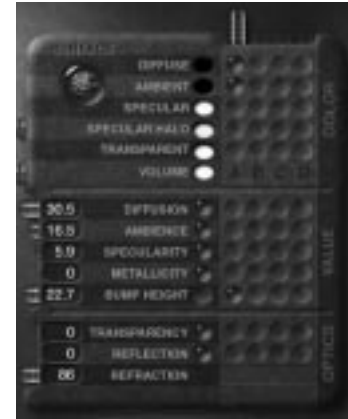 DIFFUSE
AMBIENT
SPECULAR
SPECULAR HALO
TRANSPARENT
VOLUME
A B C D
COLOR
30.5 DIFFUSION
16.5 AMBIENCE
5.9 SPECULARITY
0 METALLICITY
22.7 BUMP HEIGHT
VALUE
0 TRANSPARENCY
0 REFLECTION
86 REFRACTION
OPTICS